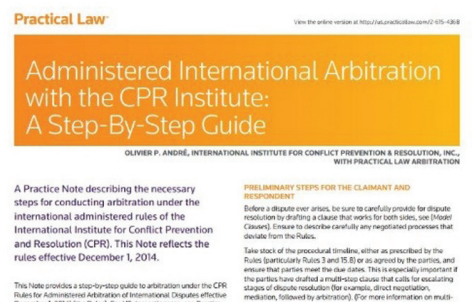 Practical Law
View the online version at http://us.practicallaw.com/2-615-4368
Administered International Arbitration
with the CPR Institute:
A Step-By-Step Guide
OLIVIER P. ANDRÉ, INTERNATIONAL INSTITUTE FOR CONFLICT PREVENTION & RESOLUTION, INC.,
WITH PRACTICAL LAW ARBITRATION
A Practice Note describing the necessary
steps for conducting arbitration under the
international administered rules of the
International Institute for Conflict Prevention
and Resolution (CPR). This Note reflects the
rules effective December 1, 2014.
This Note provides a step-by-step guide to arbitration under the CPR
Rules for Administered Arbitration of International Disputes effective
PRELIMINARY STEPS FOR THE CLAIMANT AND
RESPONDENT
Before a dispute ever arises, be sure to carefully provide for dispute
resolution by drafting a clause that works for both sides, see (Model
Clauses). Ensure to describe carefully any negotiated processes that
deviate from the Rules.
Take stock of the procedural timeline, either as prescribed by the
Rules (particularly Rules 3 and 15.8) or as agreed by the parties, and
ensure that parties meet the due dates. This is especially important if
the parties have drafted a multi-step clause that calls for escalating
stages of dispute resolution (for example, direct negotiation,
mediation, followed by arbitration). (For more information on multi-